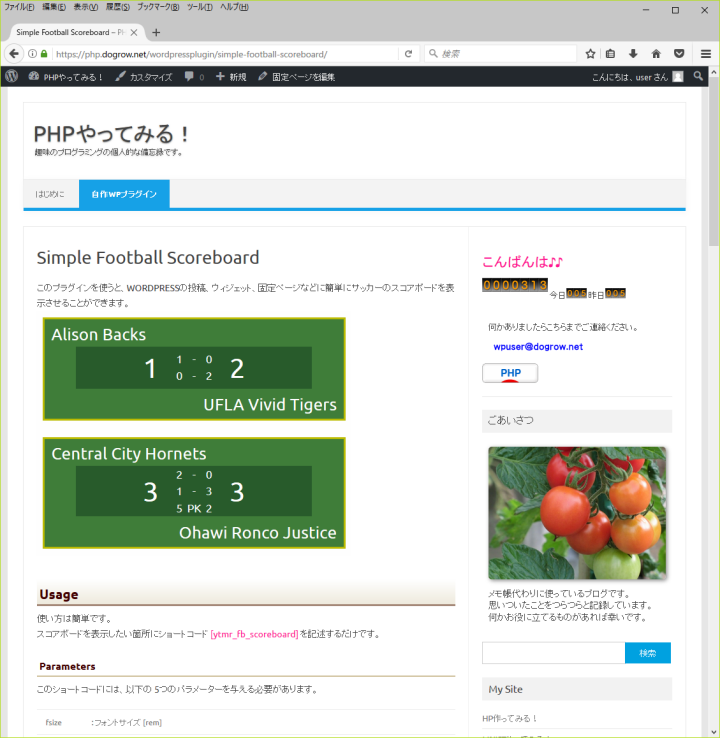 ファイル(F) 編集(E) 表示(V) 履歴(S) ブックマーク(B) ツール(T) ヘルプ(H)
Simple Football Scoreboard – PH
https://php.dogrow.net/wordpressplugin/simple-football-scoreboard/
検索
PHPやってみる！ カスタマイズ 0 新規 固定ページを編集 こんにちは、user さん
PHPやってみる！
趣味のプログラミングの個人的な備忘録です。
はじめに 自作WPプラグイン
Simple Football Scoreboard
このプラグインを使うと、WORDPRESSの投稿、ウィジェット、固定ページなどに簡単にサッカーのスコアボードを表
示させることができます。
Alison Backs
1 1 - 0 2
0 - 2
UFLA Vivid Tigers
Central City Hornets
2 - 0
3 1 - 3 3
5 PK 2
Ohawi Ronco Justice
Usage
使い方は簡単です。
スコアボードを表示したい箇所にショートコード [ytmr_fb_scoreboard] を記述するだけです。
Parameters
このショートコードには、以下の 5つのパラメーターを与える必要があります。
fsize ：フォントサイズ [rem]
こんばんは♪♪
0000313 今日005 昨日005
何かありましたらこちらまでご連絡ください。
wpuser@dogrow.net
PHP
ごあいさつ
メモ帳代わりに使っているブログです。
思いついたことをつらつらと記録しています。
何かお役に立てるものがあれば幸いです。
検索
My Site
HP作ってみる！